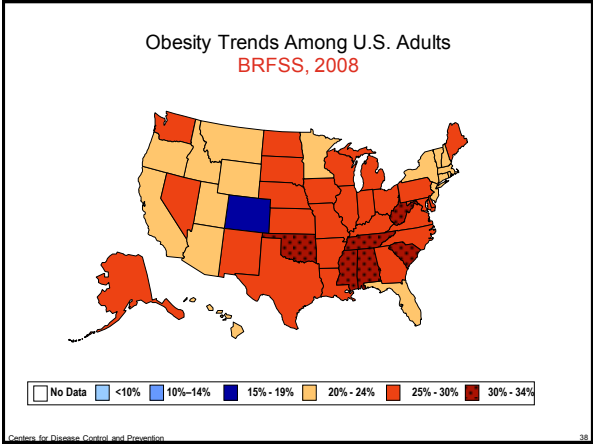 Obesity Trends Among U.S. Adults
BRFSS, 2008
No Data <10% 10%–14% 15% - 19% 20% - 24% 25% - 30% 30% - 34%
Centers for Disease Control and Prevention 38